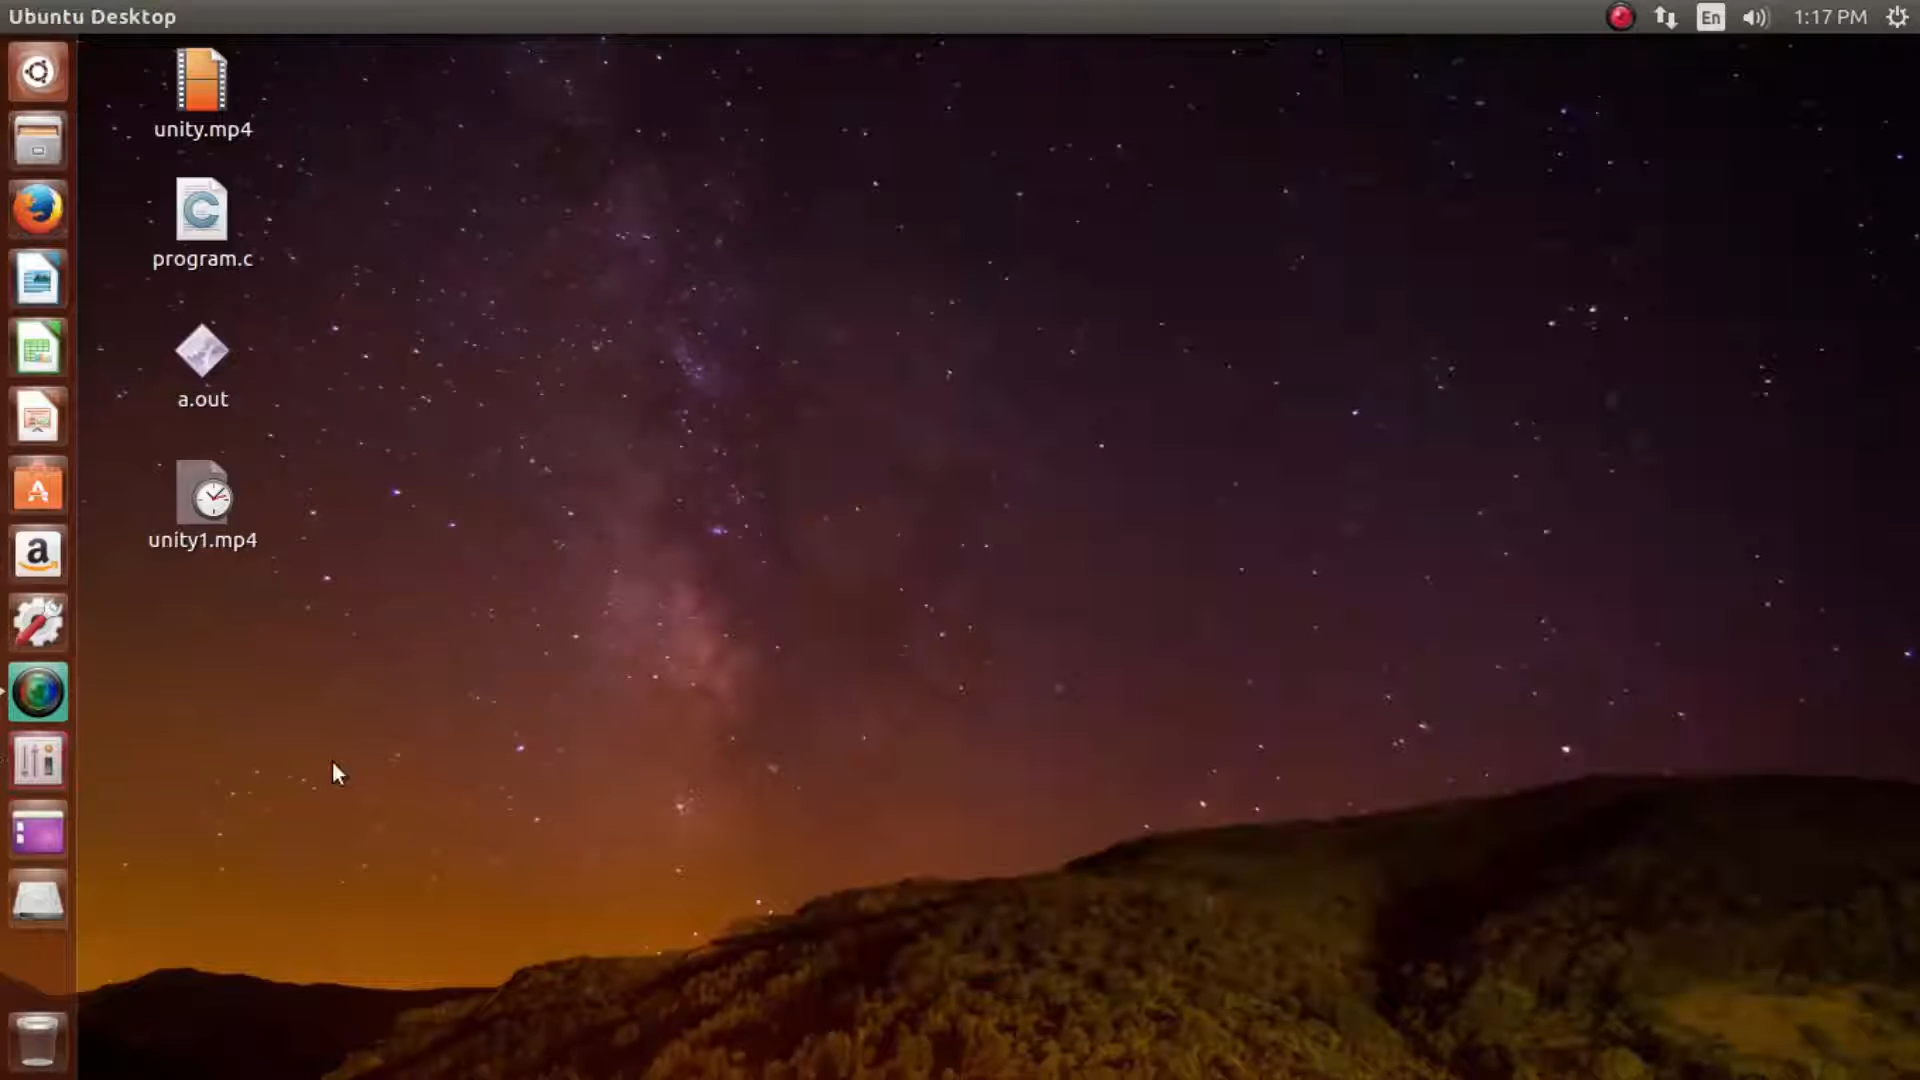 Ubuntu Desktop
En
1:17 PM
unity.mp4
program.c
a.out
unity1.mp4